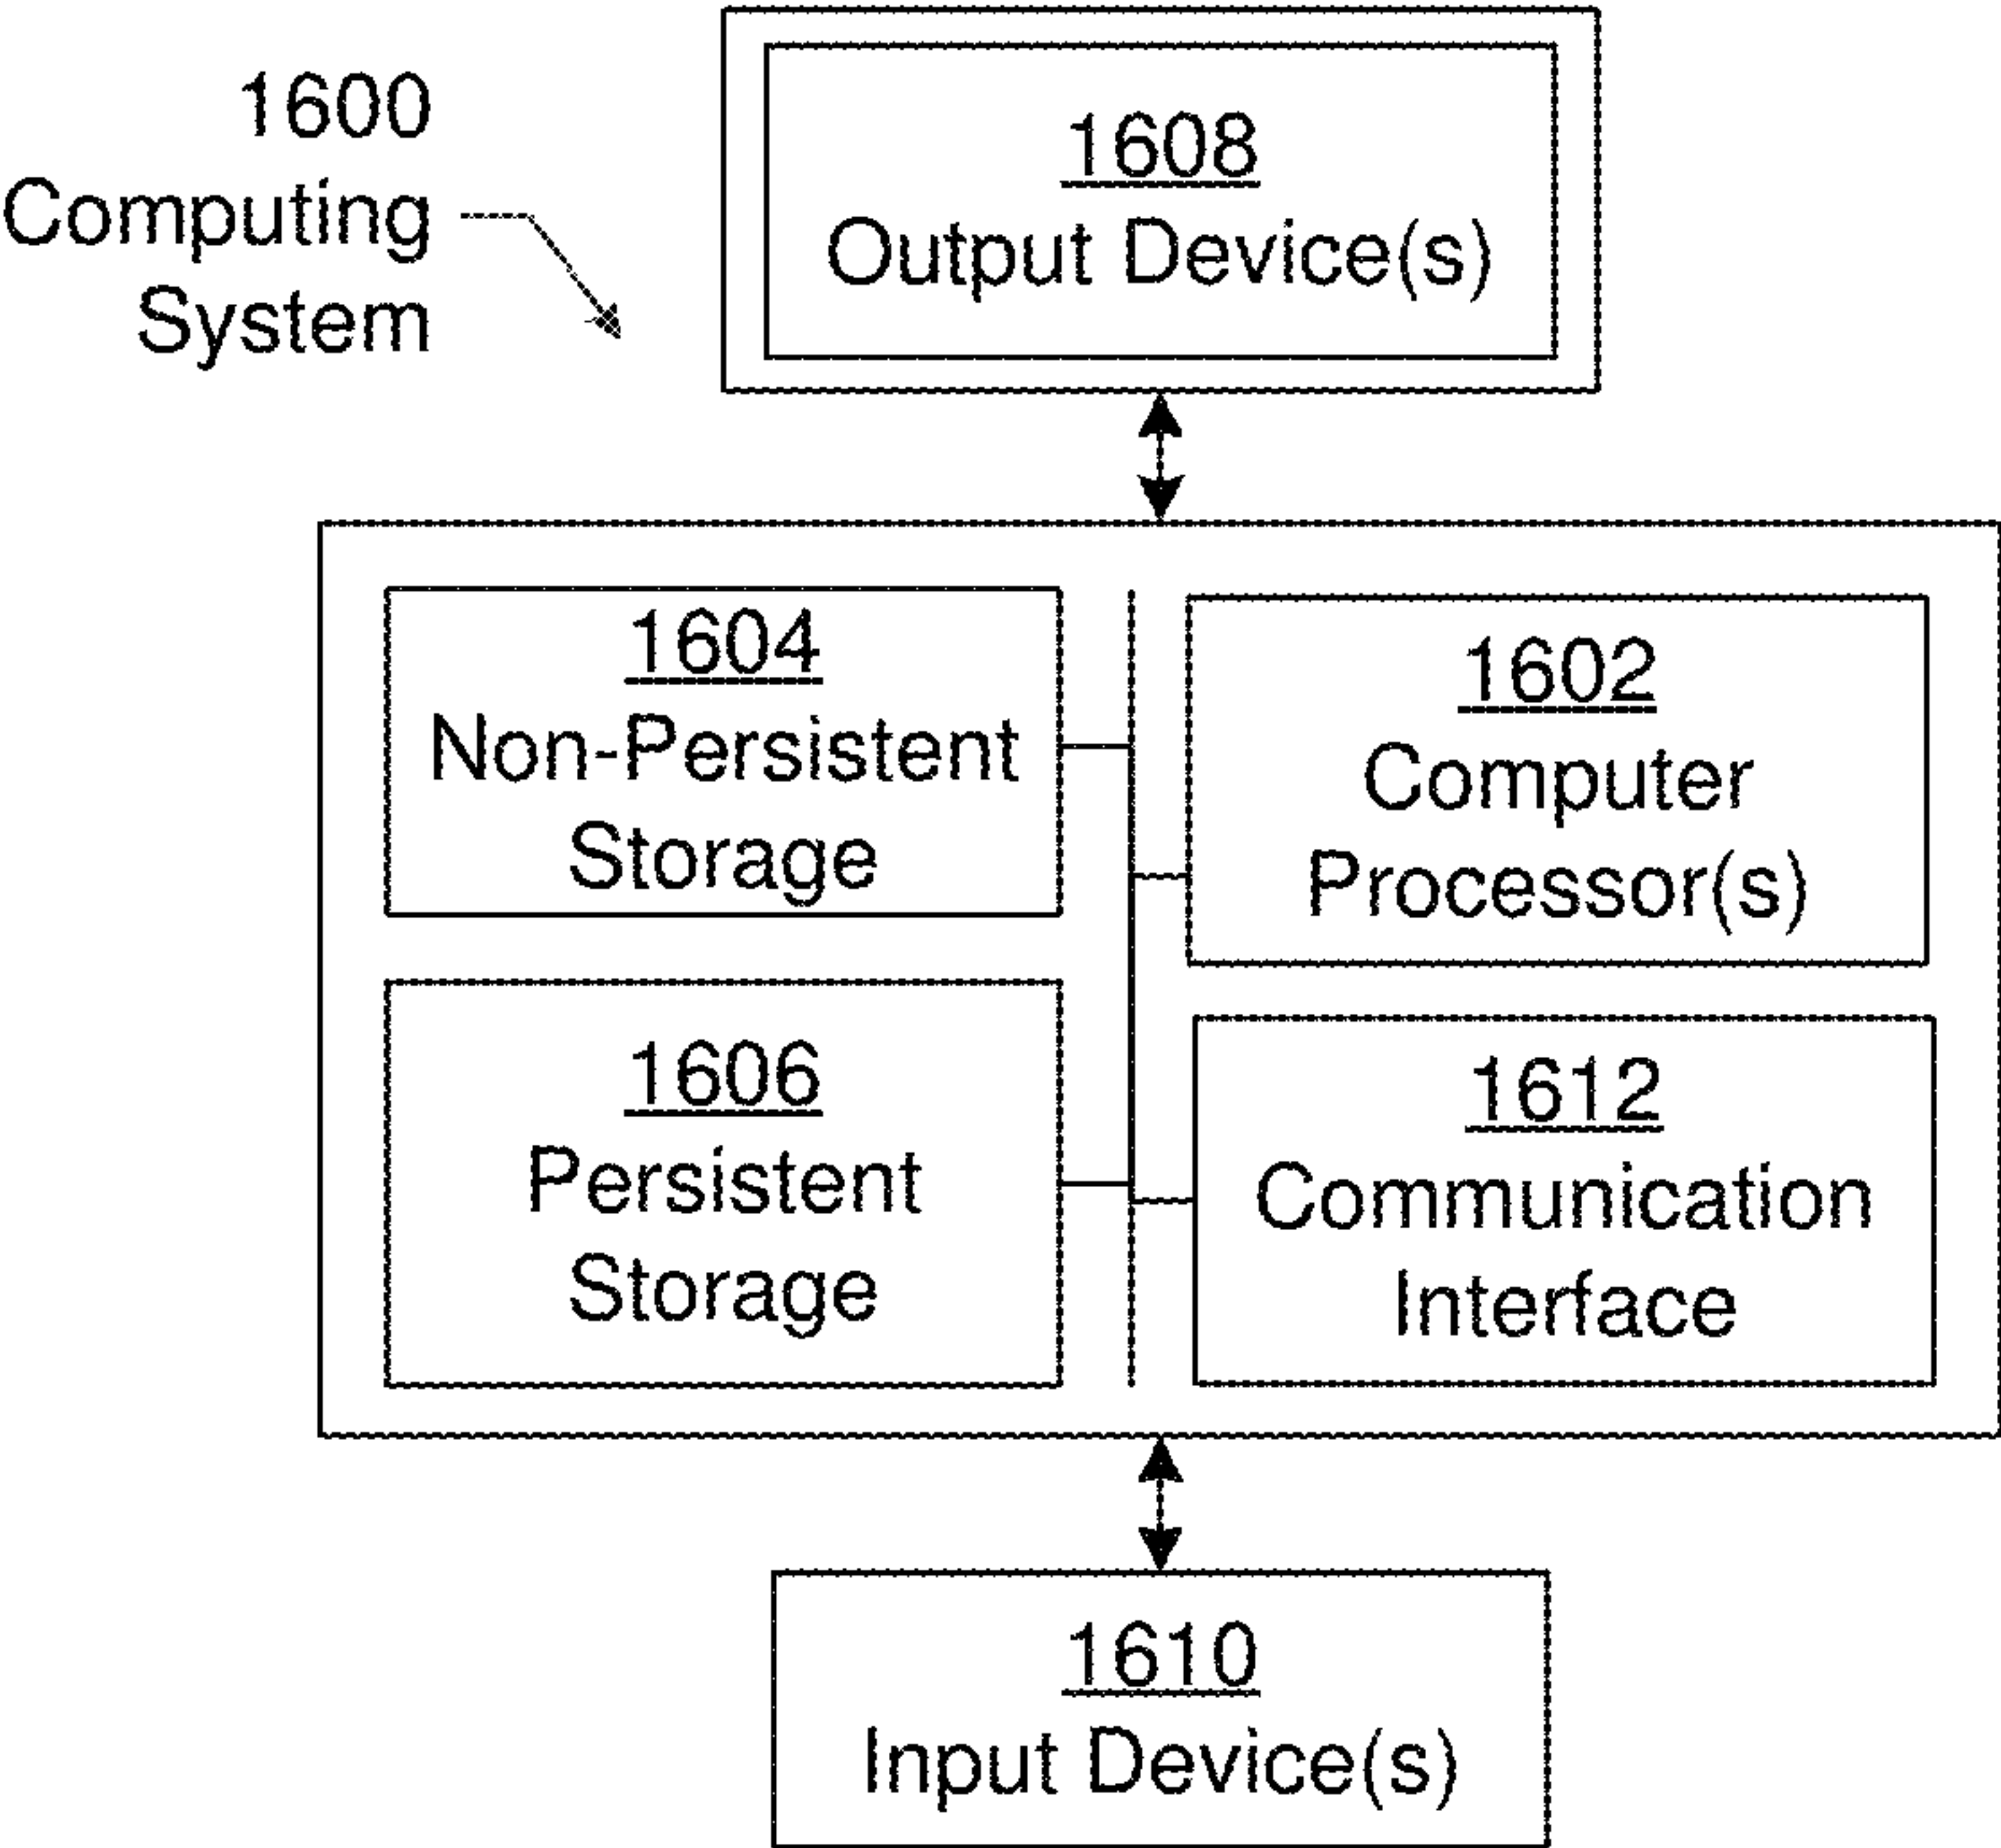 1600
Computing
System
1608
Output Device(s)
1604
Non-Persistent
Storage
1602
Computer
Processor(s)
1606
Persistent
Storage
1612
Communication
Interface
1610
Input Device(s)